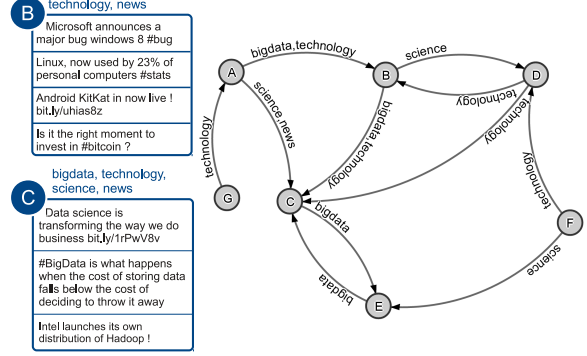 B
technology, news
Microsoft announces a
major bug windows 8 #bug
Linux, now used by 23% of
personal computers #stats
Android KitKat in now live !
bit.ly/uhias8z
Is it the right moment to
invest in #bitcoin ?
C
bigdata, technology,
science, news
Data science is
transforming the way we do
business bit.ly/1rPwV8v
#BigData is what happens
when the cost of storing data
falls below the cost of
deciding to throw it away
Intel launches its own
distribution of Hadoop !
A
bigdata,technology
B
science
D
technology
technology
science,news
bigdata,technology
technology
G
C
bigdata
bigdata
E
science
technology
F